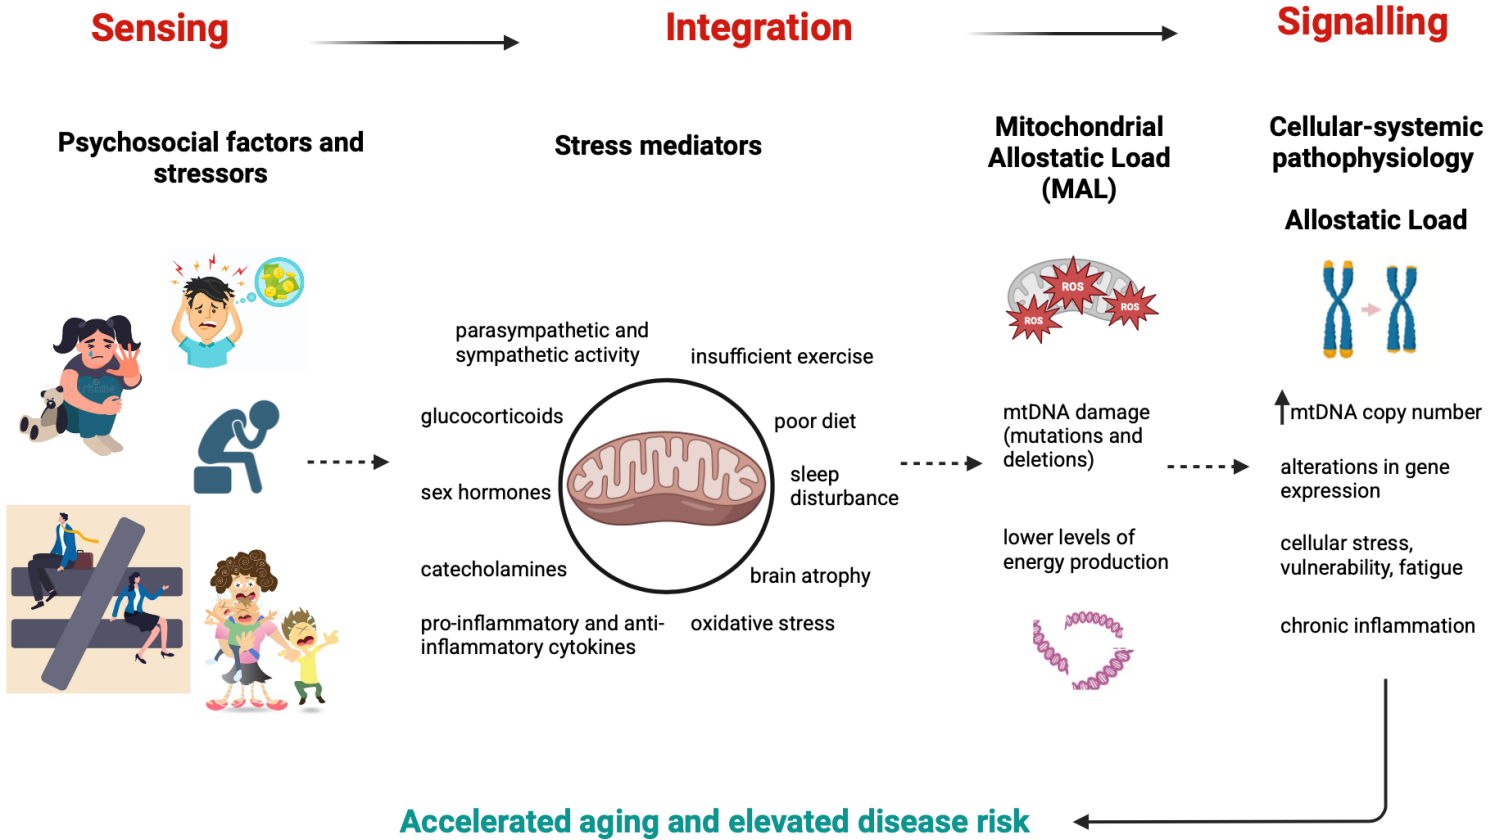 Sensing
Integration
Signalling
Psychosocial factors and
stressors
Stress mediators
Mitochondrial
Allostatic Load
(MAL)
Cellular-systemic
pathophysiology
Allostatic Load
parasympathetic and
sympathetic activity
insufficient exercise
glucocorticoids
poor diet
sex hormones
sleep
disturbance
catecholamines
brain atrophy
pro-inflammatory and anti-
inflammatory cytokines
oxidative stress
ROS
ROS
ROS
mtDNA damage
(mutations and
deletions)
lower levels of
energy production
mtDNA copy number
alterations in gene
expression
cellular stress,
vulnerability, fatigue
chronic inflammation
Accelerated aging and elevated disease risk